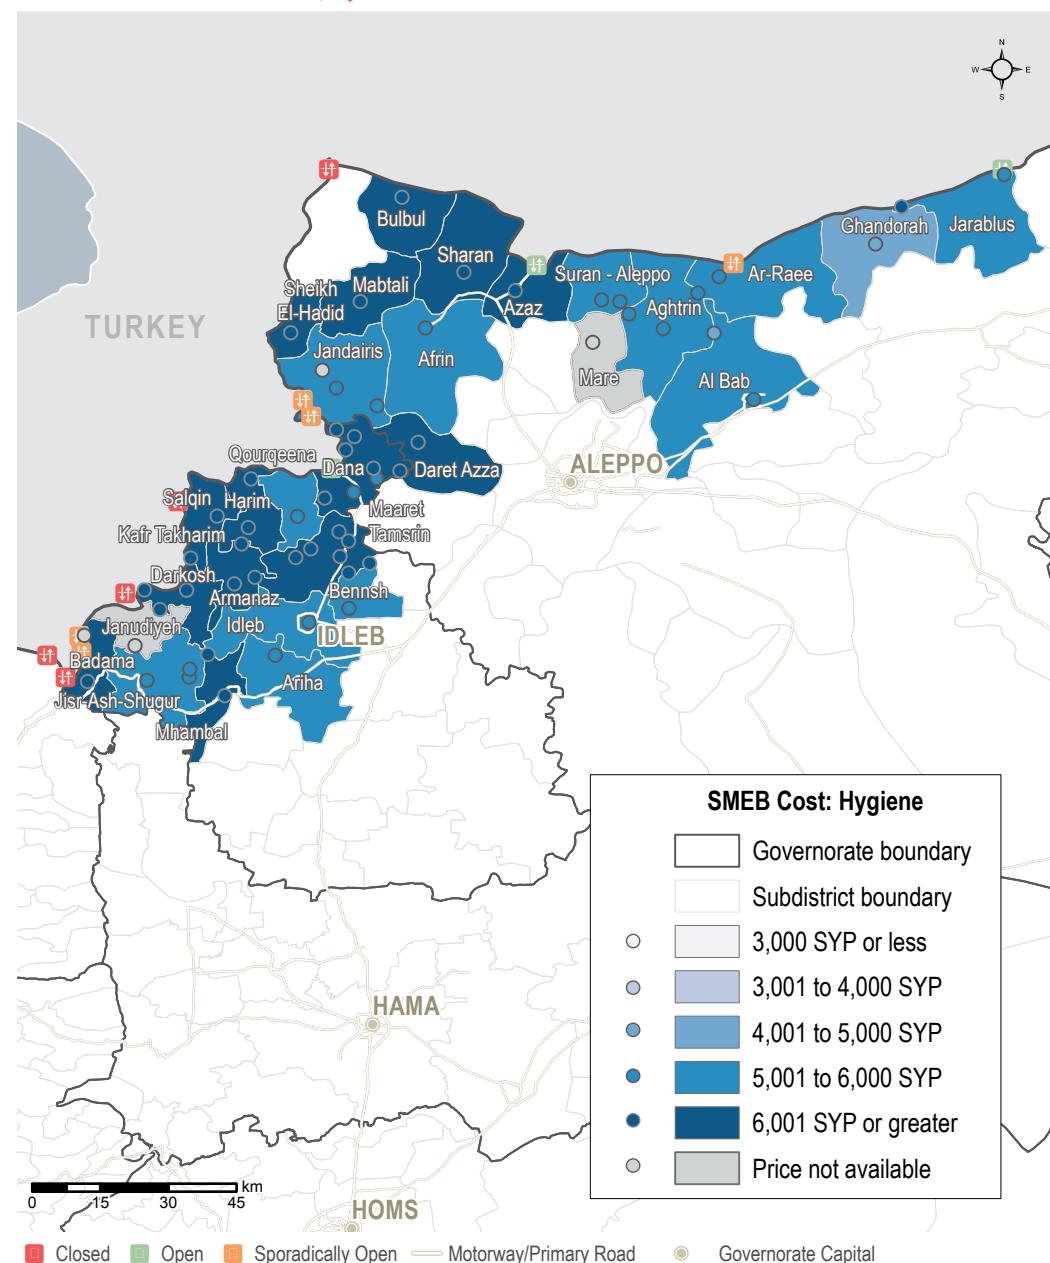 N
W E
S
TURKEY
Bulbul
Sharan
Sheikh
El-Hadid
Mabtali
Azaz
Suran - Aleppo
Ar-Raee
Ghandorah
Jarablus
Aghtrin
Jandairis
Afrin
Mare
Al Bab
Qourqeena
Dana
Daret Azza
ALEPPO
Salqin
Harim
Maaret
Tamsrin
Kafr Takharim
Darkosh
Armanaz
Bennsh
Janudiyeh
Idleb
IDLEB
Badama
Ariha
Jisr-Ash-Shugur
Mhambal
SMEB Cost: Hygiene
Governorate boundary
Subdistrict boundary
3,000 SYP or less
3,001 to 4,000 SYP
4,001 to 5,000 SYP
5,001 to 6,000 SYP
6,001 SYP or greater
Price not available
HAMA
HOMS
km
0 15 30 45
Closed Open Sporadically Open Motorway/Primary Road Governorate Capital